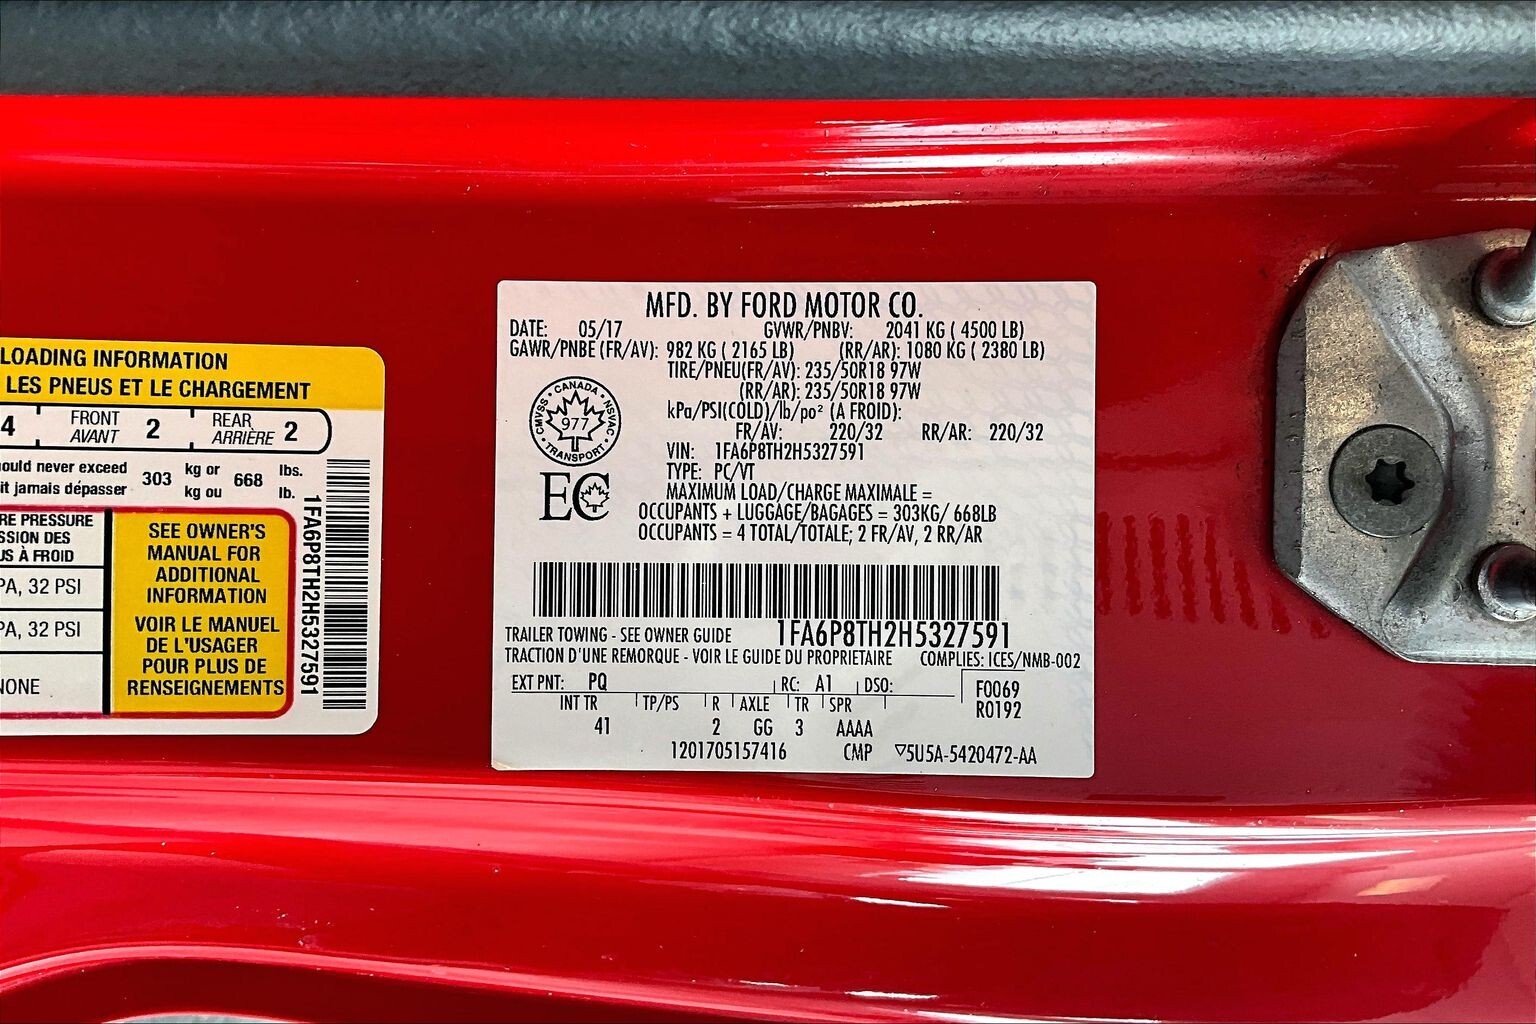 LOADING INFORMATION
LES PNEUS ET LE CHARGEMENT
4 FRONT AVANT 2 REAR ARRIÈRE 2
ould never exceed 303 kg or 668 lbs.
it jamais dépasser kg ou lb.
RE PRESSURE
SSION DES
US À FROID
PA, 32 PSI
PA, 32 PSI
NONE
SEE OWNER'S
MANUAL FOR
ADDITIONAL
INFORMATION
VOIR LE MANUEL
DE L'USAGER
POUR PLUS DE
RENSEIGNEMENTS
1FA6P8TH2H5327591
MFD. BY FORD MOTOR CO.
DATE: 05/17 GVWR/PNBV: 2041 KG ( 4500 LB)
GAWR/PNBE (FR/AV): 982 KG ( 2165 LB) (RR/AR): 1080 KG ( 2380 LB)
TIRE/PNEU(FR/AV): 235/50R18 97W
(RR/AR): 235/50R18 97W
kPa/PSI(COLD)/lb/po² (A FROID):
FR/AV: 220/32 RR/AR: 220/32
VIN: 1FA6P8TH2H5327591
TYPE: PC/VT
MAXIMUM LOAD/CHARGE MAXIMALE =
OCCUPANTS + LUGGAGE/BAGAGES = 303KG/ 668LB
OCCUPANTS = 4 TOTAL/TOTALE; 2 FR/AV, 2 RR/AR
CANADA
CMVSS 977 NSVAC
TRANSPORT
EC
1FA6P8TH2H5327591
TRAILER TOWING - SEE OWNER GUIDE
TRACTION D'UNE REMORQUE - VOIR LE GUIDE DU PROPRIETAIRE COMPLIES: ICES/NMB-002
EXT PNT: PQ RC: A1 DSO: F0069
INT TR TP/PS R AXLE TR SPR R0192
41 2 GG 3 AAAA
1201705157416 CMP ▽5U5A-5420472-AA